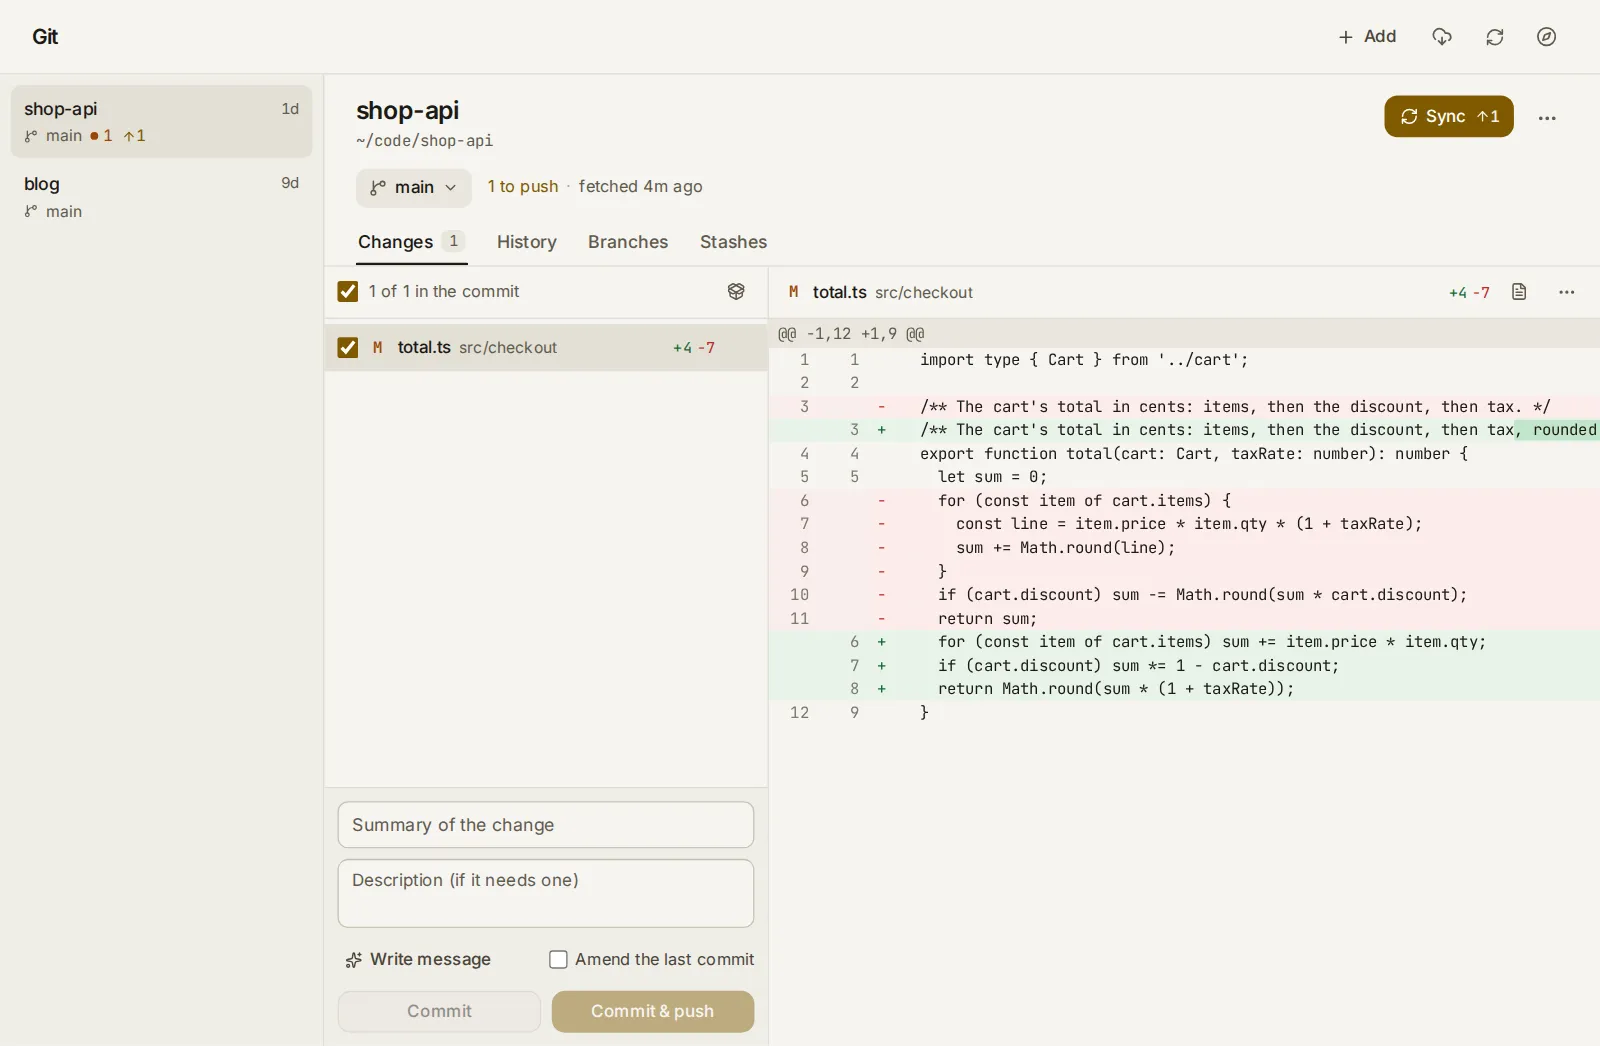 Git
Add
shop-api 1d
main 1 ↑1
blog 9d
main
shop-api
~/code/shop-api
Sync ↑1
main 1 to push · fetched 4m ago
Changes 1 History Branches Stashes
1 of 1 in the commit
M total.ts src/checkout +4 -7
M total.ts src/checkout +4 -7
@@ -1,12 +1,9 @@
1 1 import type { Cart } from '../cart';
2 2
3 - /** The cart's total in cents: items, then the discount, then tax. */
3 + /** The cart's total in cents: items, then the discount, then tax, rounded
4 4 export function total(cart: Cart, taxRate: number): number {
5 5 let sum = 0;
6 - for (const item of cart.items) {
7 - const line = item.price * item.qty * (1 + taxRate);
8 - sum += Math.round(line);
9 - }
10 - if (cart.discount) sum -= Math.round(sum * cart.discount);
11 - return sum;
6 + for (const item of cart.items) sum += item.price * item.qty;
7 + if (cart.discount) sum *= 1 - cart.discount;
8 + return Math.round(sum * (1 + taxRate));
12 9 }
Summary of the change
Description (if it needs one)
Write message Amend the last commit
Commit Commit & push